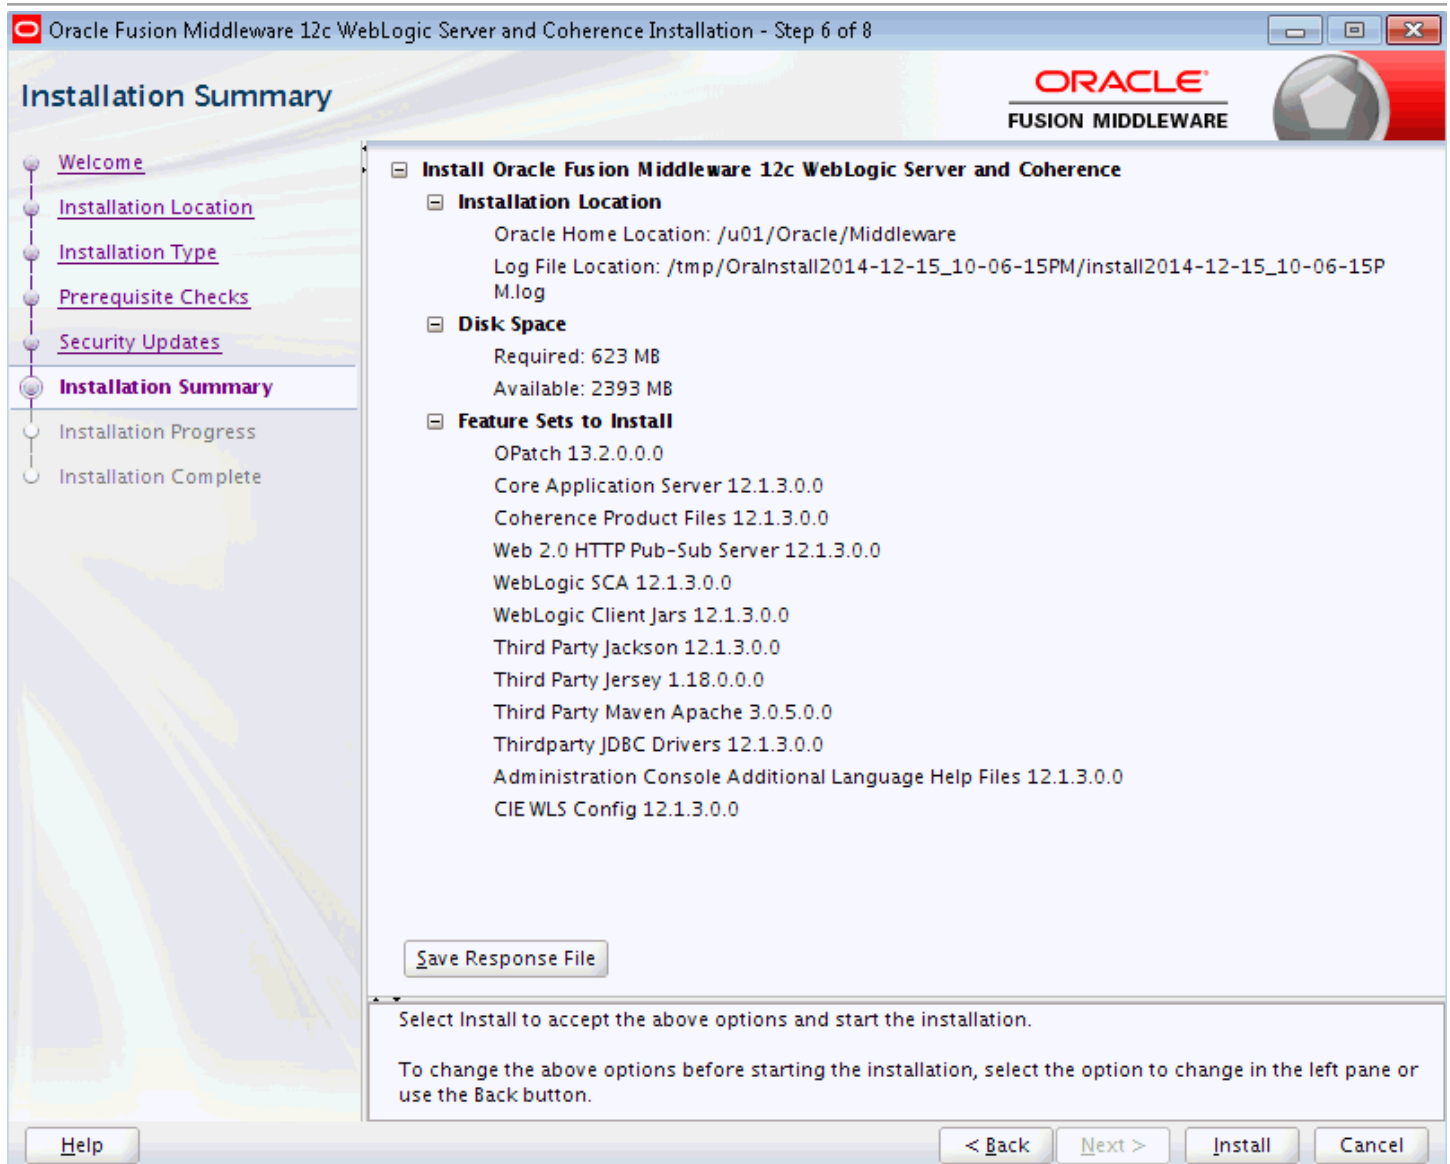 Oracle Fusion Middleware 12c WebLogic Server and Coherence Installation - Step 6 of 8
Installation Summary
ORACLE
FUSION MIDDLEWARE
Welcome
Installation Location
Installation Type
Prerequisite Checks
Security Updates
Installation Summary
Installation Progress
Installation Complete
Install Oracle Fusion Middleware 12c WebLogic Server and Coherence
Installation Location
Oracle Home Location: /u01/Oracle/Middleware
Log File Location: /tmp/OraInstall2014-12-15_10-06-15PM/install2014-12-15_10-06-15P
M.log
Disk Space
Required: 623 MB
Available: 2393 MB
Feature Sets to Install
OPatch 13.2.0.0.0
Core Application Server 12.1.3.0.0
Coherence Product Files 12.1.3.0.0
Web 2.0 HTTP Pub-Sub Server 12.1.3.0.0
WebLogic SCA 12.1.3.0.0
WebLogic Client Jars 12.1.3.0.0
Third Party Jackson 12.1.3.0.0
Third Party Jersey 1.18.0.0.0
Third Party Maven Apache 3.0.5.0.0
Thirdparty JDBC Drivers 12.1.3.0.0
Administration Console Additional Language Help Files 12.1.3.0.0
CIE WLS Config 12.1.3.0.0
Save Response File
Select Install to accept the above options and start the installation.
To change the above options before starting the installation, select the option to change in the left pane or
use the Back button.
Help
< Back
Next >
Install
Cancel